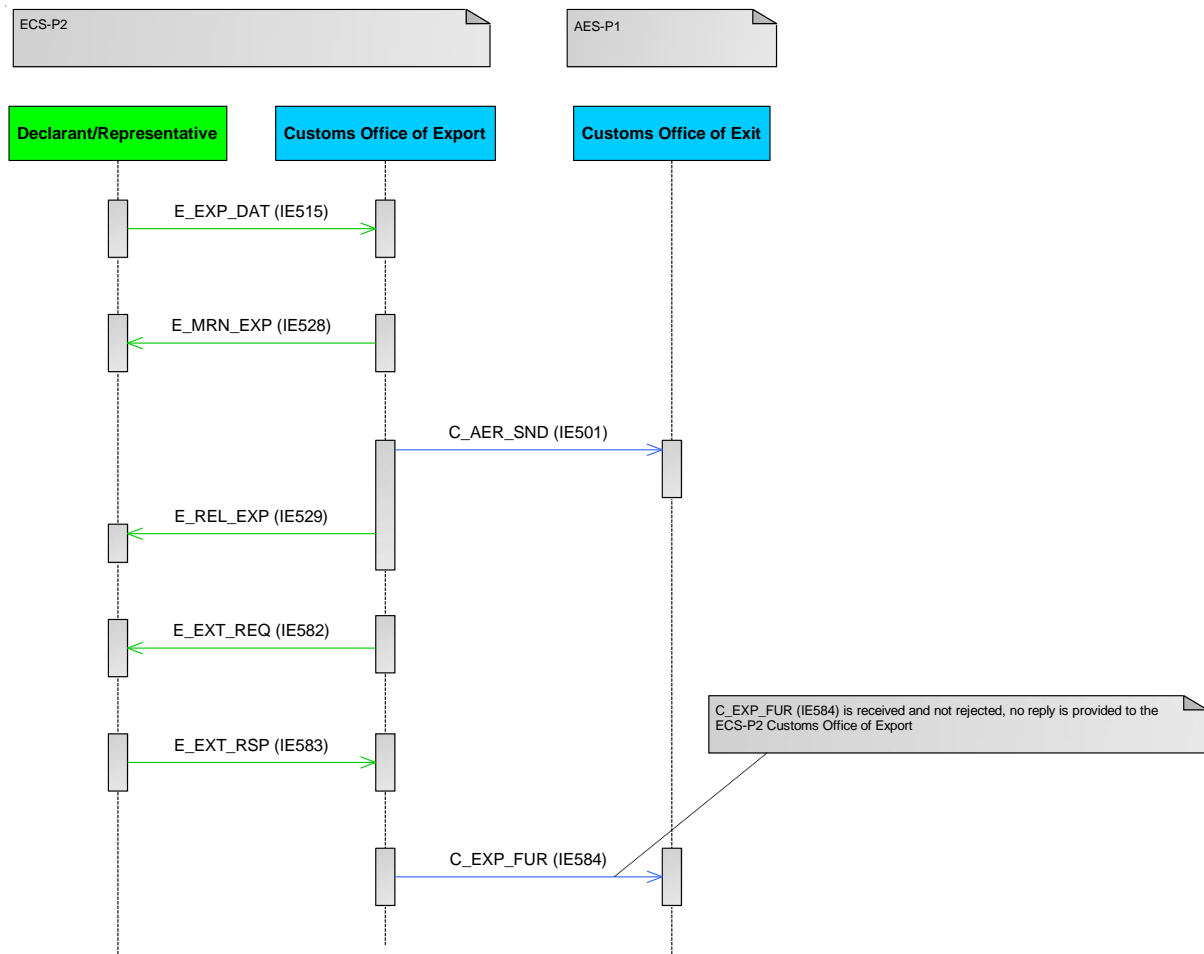 ECS-P2
AES-P1
Declarant/Representative
Customs Office of Export
Customs Office of Exit
E_EXP_DAT (IE515)
E_MRN_EXP (IE528)
C_AER_SND (IE501)
E_REL_EXP (IE529)
E_EXT_REQ (IE582)
C_EXP_FUR (IE584) is received and not rejected, no reply is provided to the
ECS-P2 Customs Office of Export
E_EXT_RSP (IE583)
C_EXP_FUR (IE584)